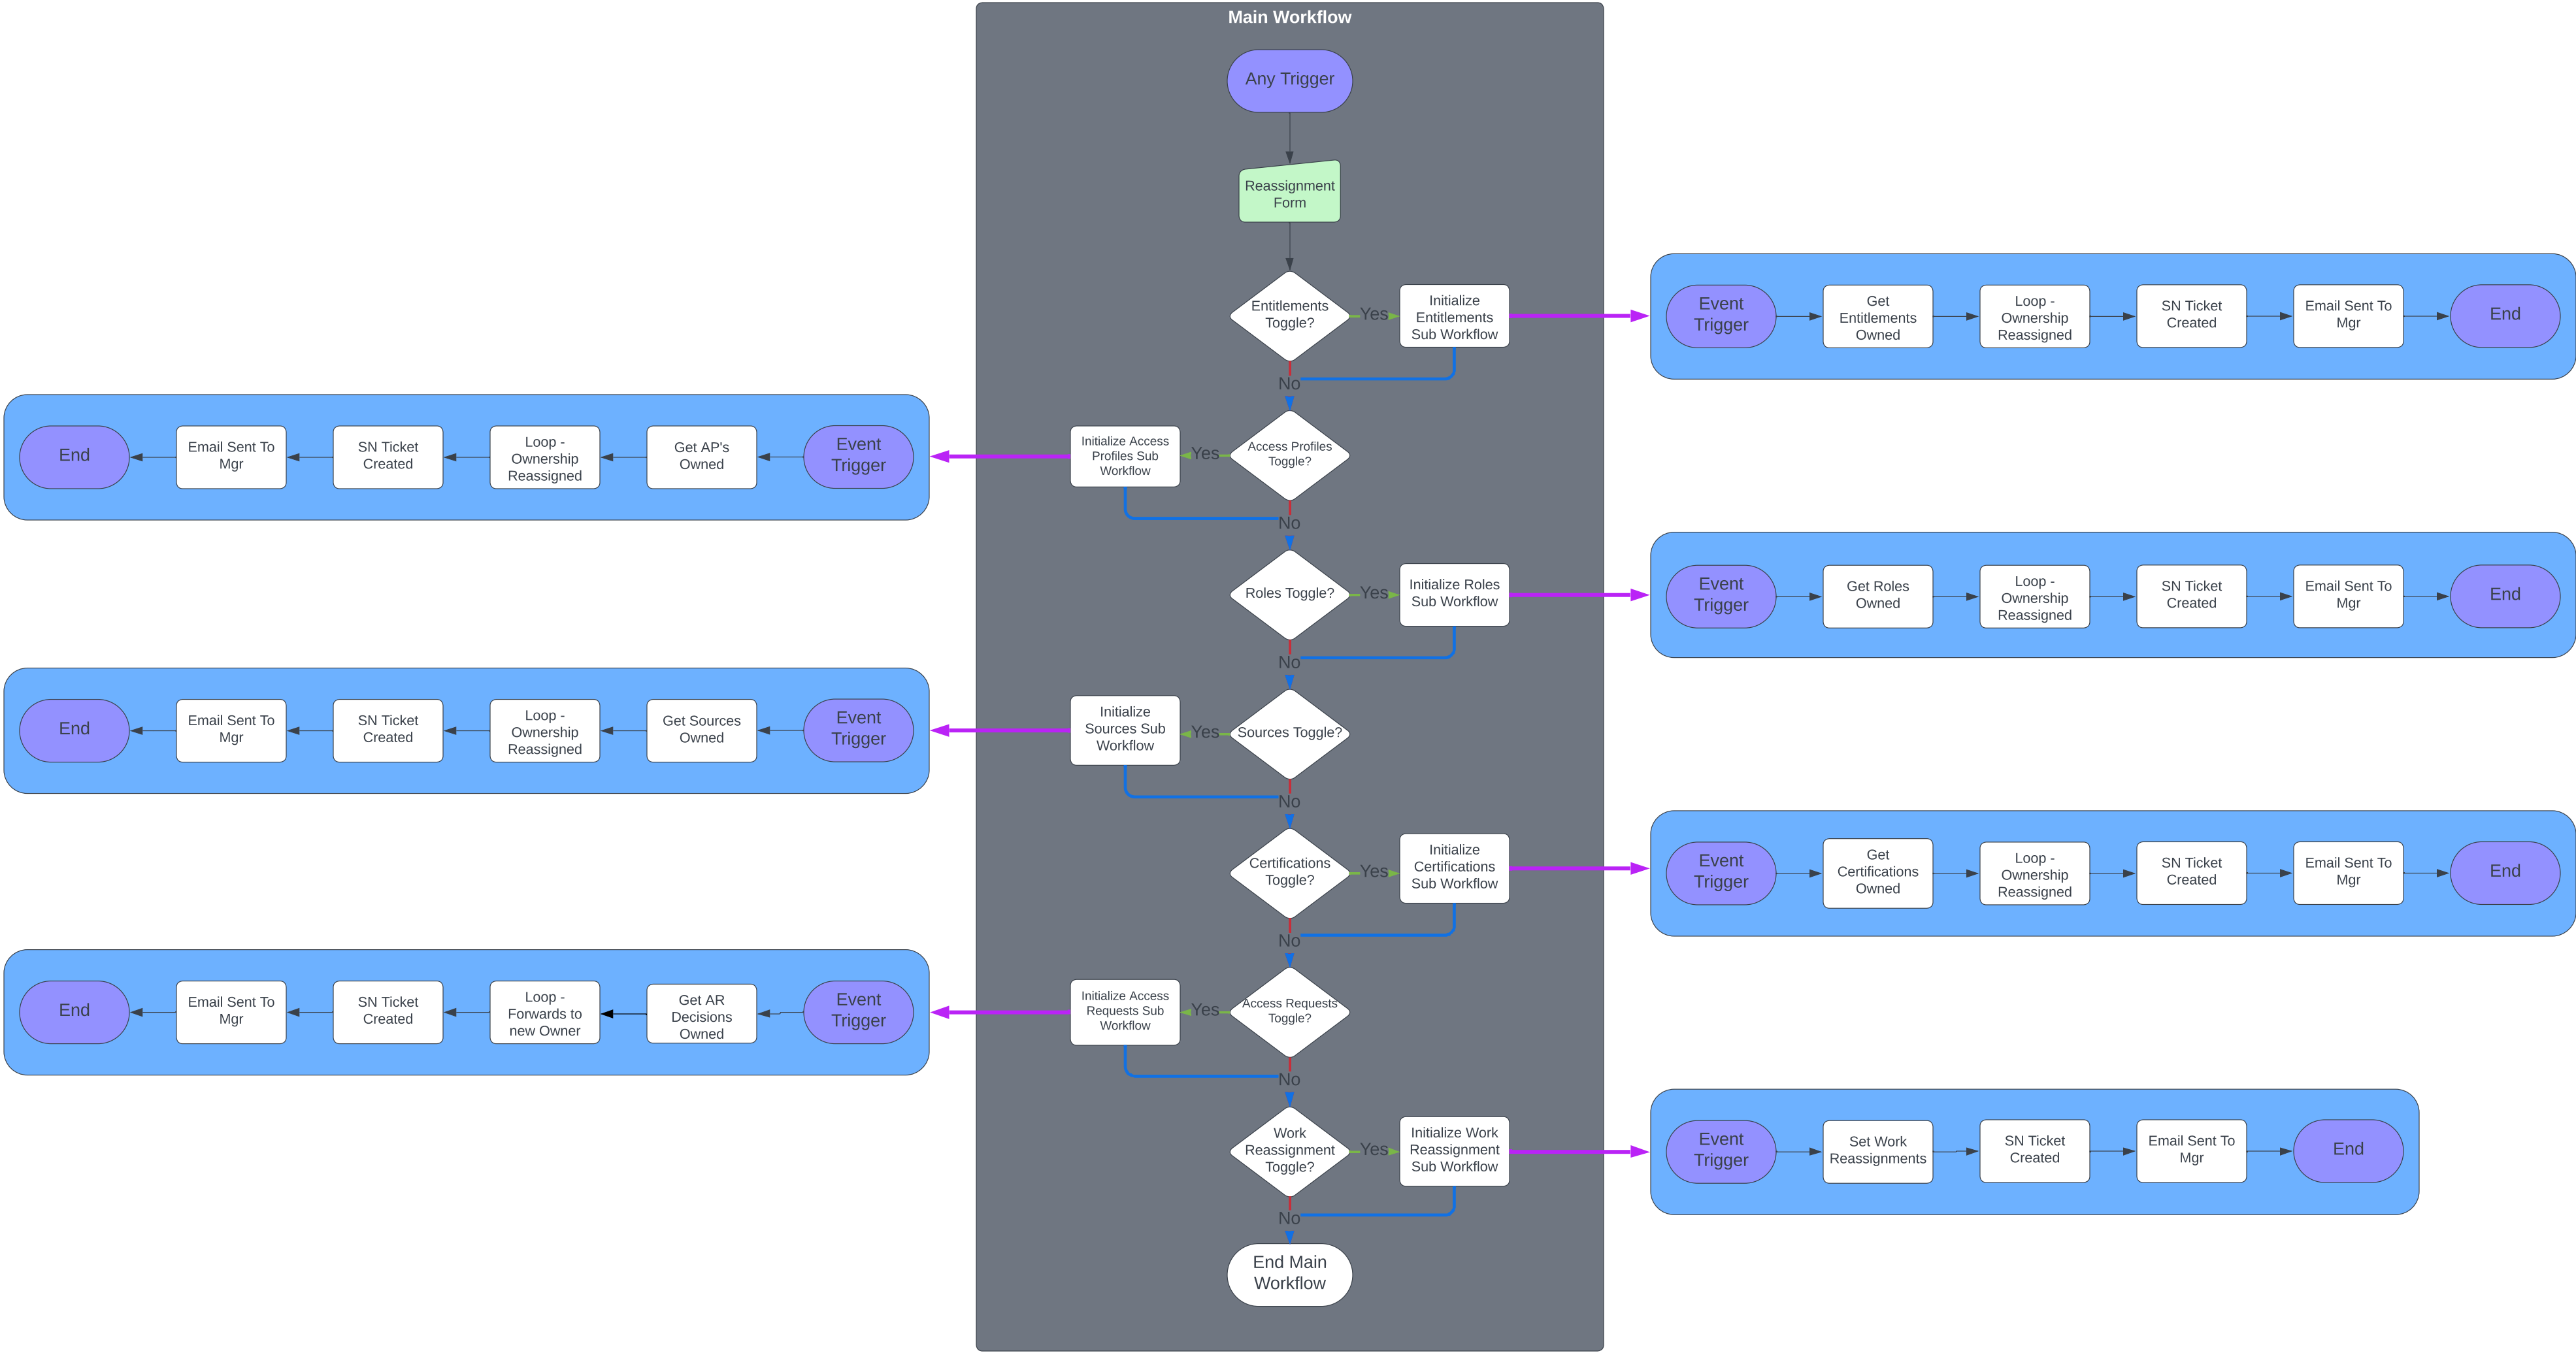 Main Workflow
Any Trigger
Reassignment
Form
Entitlements
Toggle?
Yes
Initialize
Entitlements
Sub Workflow
No
Event
Trigger
Get
Entitlements
Owned
Loop -
Ownership
Reassigned
SN Ticket
Created
Email Sent To
Mgr
End
Access Profiles
Toggle?
Yes
Initialize Access
Profiles Sub
Workflow
No
Event
Trigger
Get AP's
Owned
Loop -
Ownership
Reassigned
SN Ticket
Created
Email Sent To
Mgr
End
Roles Toggle?
Yes
Initialize Roles
Sub Workflow
No
Event
Trigger
Get Roles
Owned
Loop -
Ownership
Reassigned
SN Ticket
Created
Email Sent To
Mgr
End
Sources Toggle?
Yes
Initialize
Sources Sub
Workflow
No
Event
Trigger
Get Sources
Owned
Loop -
Ownership
Reassigned
SN Ticket
Created
Email Sent To
Mgr
End
Certifications
Toggle?
Yes
Initialize
Certifications
Sub Workflow
No
Event
Trigger
Get
Certifications
Owned
Loop -
Ownership
Reassigned
SN Ticket
Created
Email Sent To
Mgr
End
Access Requests
Toggle?
Yes
Initialize Access
Requests Sub
Workflow
No
Event
Trigger
Get AR
Decisions
Owned
Loop -
Forwards to
new Owner
SN Ticket
Created
Email Sent To
Mgr
End
Work
Reassignment
Toggle?
Yes
Initialize Work
Reassignment
Sub Workflow
No
Event
Trigger
Set Work
Reassignments
SN Ticket
Created
Email Sent To
Mgr
End
End Main
Workflow